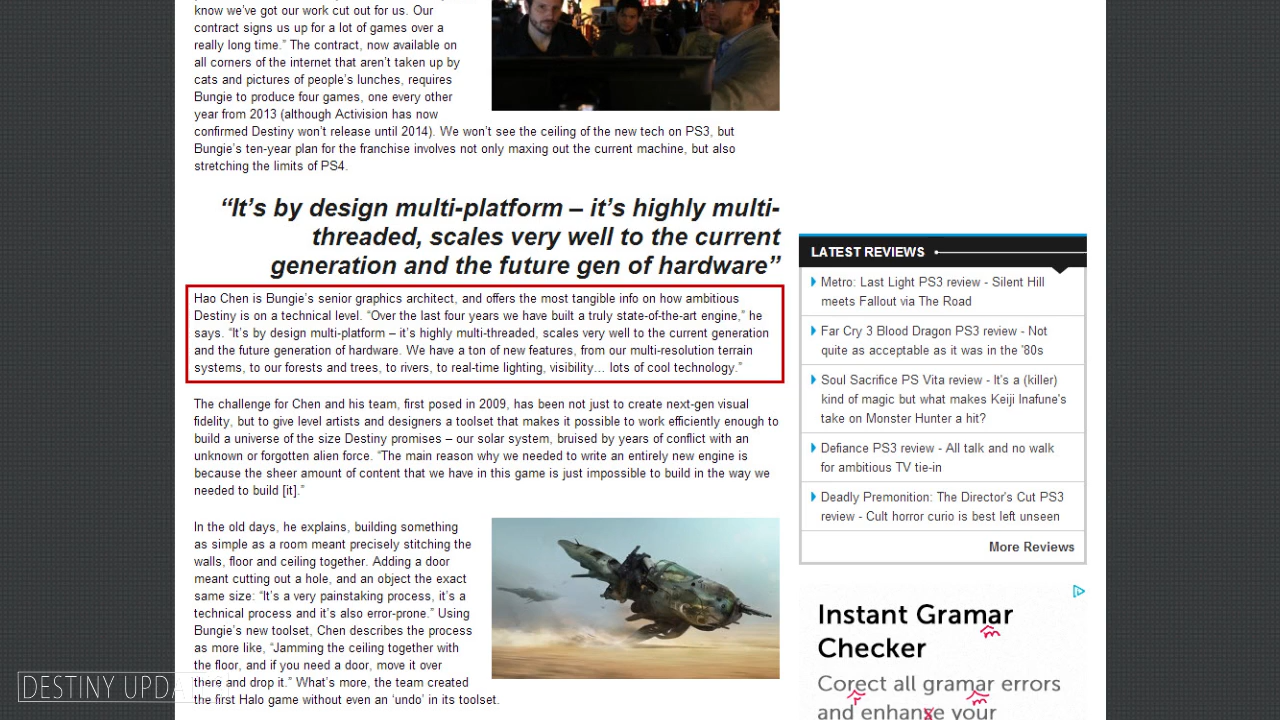 know we've got our work cut out for us. Our
contract signs us up for a lot of games over a
really long time.” The contract, now available on
all corners of the internet that aren't taken up by
cats and pictures of people's lunches, requires
Bungie to produce four games, one every other
year from 2013 (although Activision has now
confirmed Destiny won't release until 2014). We won't see the ceiling of the new tech on PS3, but
Bungie's ten-year plan for the franchise involves not only maxing out the current machine, but also
stretching the limits of PS4.
“It's by design multi-platform – it's highly multi-
threaded, scales very well to the current
generation and the future gen of hardware”
Hao Chen is Bungie's senior graphics architect, and offers the most tangible info on how ambitious
Destiny is on a technical level. “Over the last four years we have built a truly state-of-the-art engine,” he
says. “It's by design multi-platform – it's highly multi-threaded, scales very well to the current generation
and the future generation of hardware. We have a ton of new features, from our multi-resolution terrain
systems, to our forests and trees, to rivers, to real-time lighting, visibility… lots of cool technology.”
The challenge for Chen and his team, first posed in 2009, has been not just to create next-gen visual
fidelity, but to give level artists and designers a toolset that makes it possible to work efficiently enough to
build a universe of the size Destiny promises – our solar system, bruised by years of conflict with an
unknown or forgotten alien force. “The main reason why we needed to write an entirely new engine is
because the sheer amount of content that we have in this game is just impossible to build in the way we
needed to build [it].”
In the old days, he explains, building something
as simple as a room meant precisely stitching the
walls, floor and ceiling together. Adding a door
meant cutting out a hole, and an object the exact
same size: “It's a very painstaking process, it's a
technical process and it's also error-prone.” Using
Bungie's new toolset, Chen describes the process
as more like, “Jamming the ceiling together with
the floor, and if you need a door, move it over
there and drop it.” What's more, the team created
the first Halo game without even an ‘undo’ in its toolset.
LATEST REVIEWS
Metro: Last Light PS3 review - Silent Hill
meets Fallout via The Road
Far Cry 3 Blood Dragon PS3 review - Not
quite as acceptable as it was in the '80s
Soul Sacrifice PS Vita review - It's a (killer)
kind of magic but what makes Keiji Inafune's
take on Monster Hunter a hit?
Defiance PS3 review - All talk and no walk
for ambitious TV tie-in
Deadly Premonition: The Director's Cut PS3
review - Cult horror curio is best left unseen
More Reviews
Instant Gramar
Checker
Corect all gramar errors
and enhanse your
DESTINY UPDA